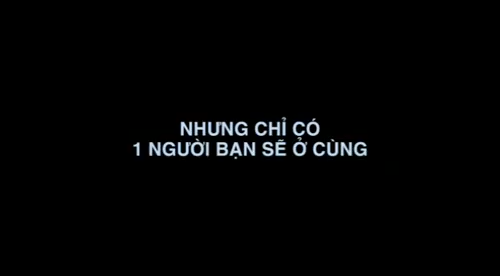 NHƯNG CHỈ CÓ
1 NGƯỜI BẠN SẼ Ở CÙNG